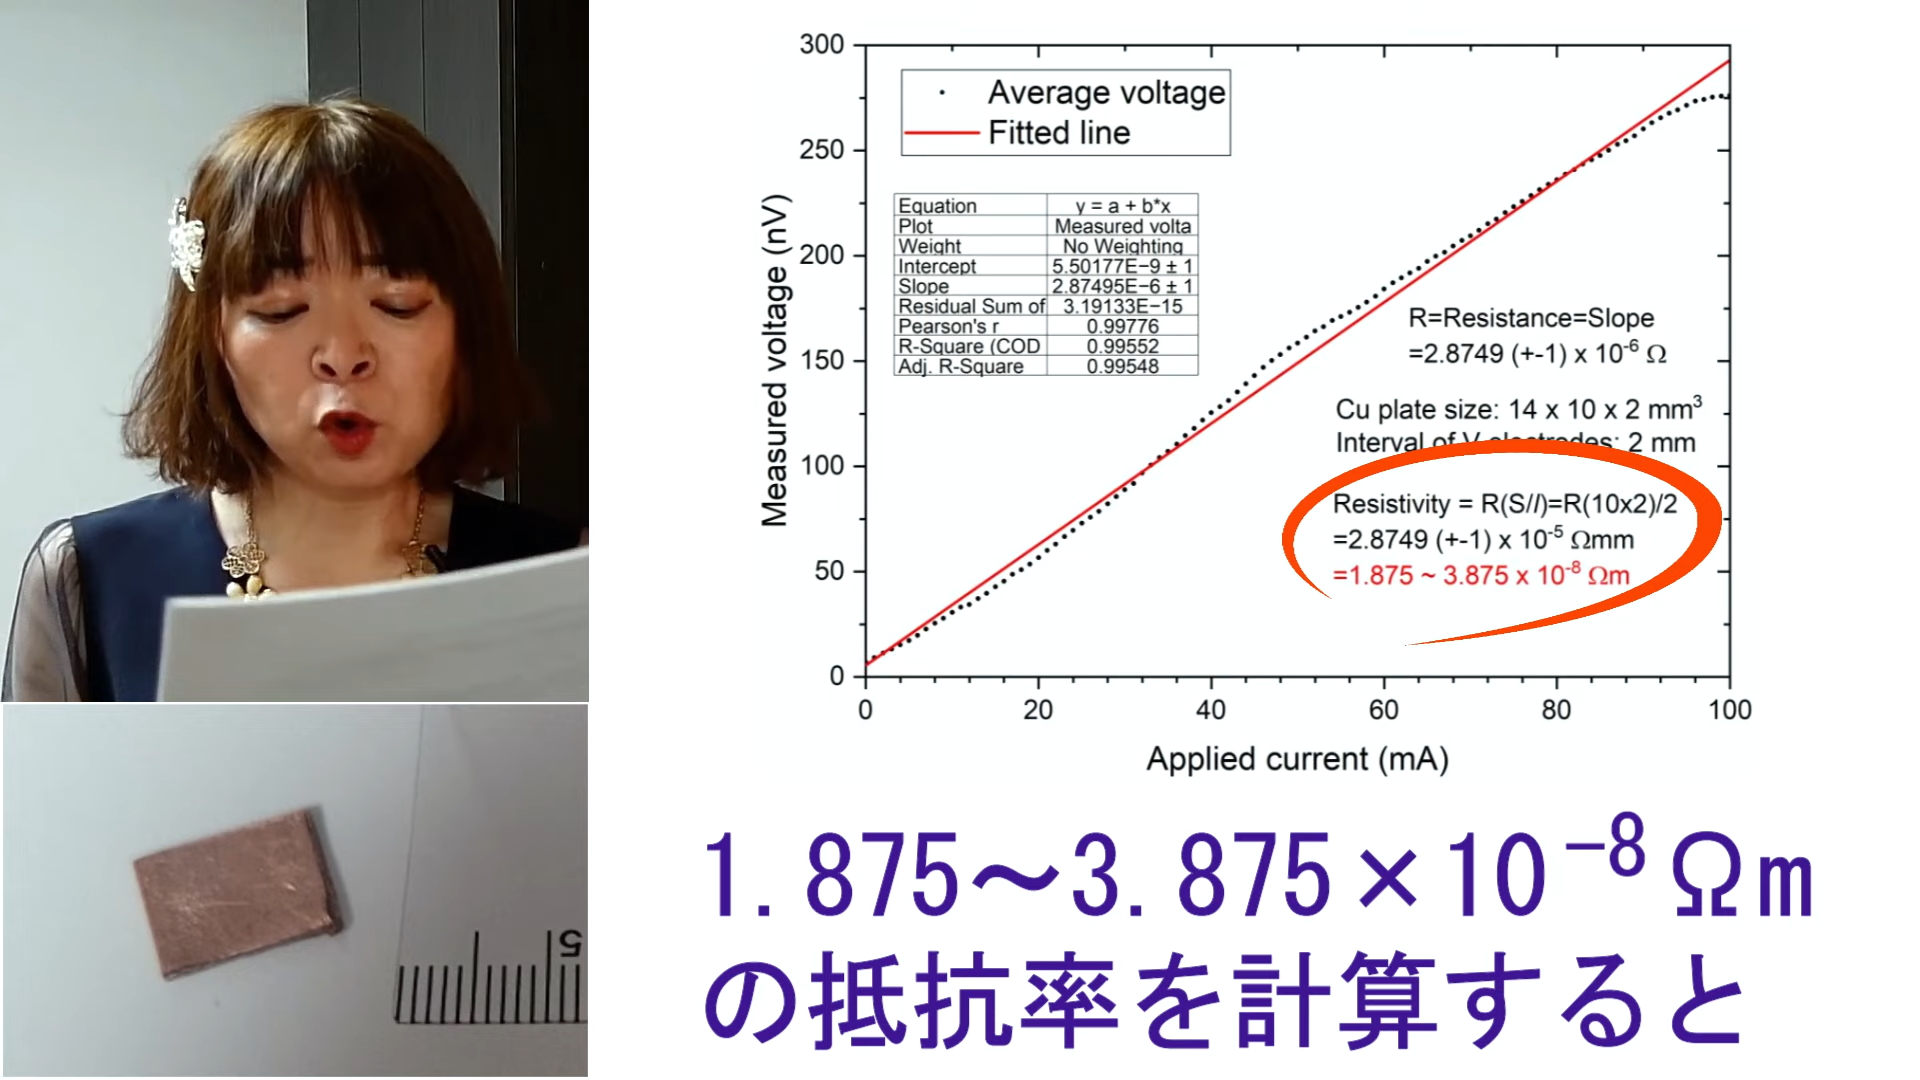 300
250
200
150
100
50
0
Measured voltage (nV)
Average voltage
Fitted line
Equation y = a + b*x
Plot Measured volta
Weight No Weighting
Intercept 5.50177E−9 ± 1
Slope 2.87495E−6 ± 1
Residual Sum of 3.19133E−15
Pearson's r 0.99776
R-Square (COD 0.99552
Adj. R-Square 0.99548
R=Resistance=Slope
=2.8749 (+-1) x 10⁻⁶ Ω
Cu plate size: 14 x 10 x 2 mm³
Interval of V electrodes: 2 mm
Resistivity = R(S//)=R(10x2)/2
=2.8749 (+-1) x 10⁻⁵ Ωmm
=1.875 ~ 3.875 x 10⁻⁸ Ωm
0 20 40 60 80 100
Applied current (mA)
5
1.875～3.875×10⁻⁸Ωm
の抵抗率を計算すると